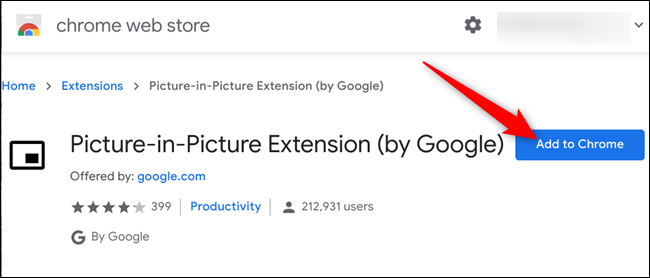 chrome web store
Home > Extensions > Picture-in-Picture Extension (by Google)
Picture-in-Picture Extension (by Google) Add to Chrome
Offered by: google.com
399 Productivity 212,931 users
G By Google